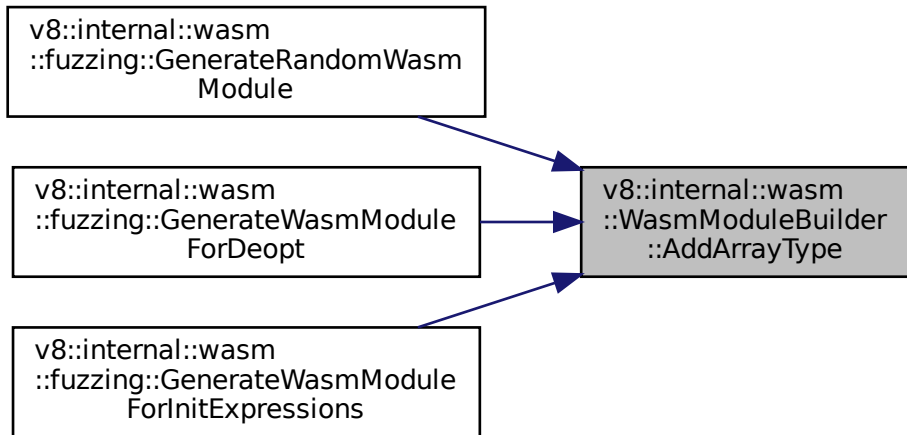 v8::internal::wasm
::fuzzing::GenerateRandomWasm
Module
v8::internal::wasm
::fuzzing::GenerateWasmModule
ForDeopt
v8::internal::wasm
::fuzzing::GenerateWasmModule
ForInitExpressions
v8::internal::wasm
::WasmModuleBuilder
::AddArrayType